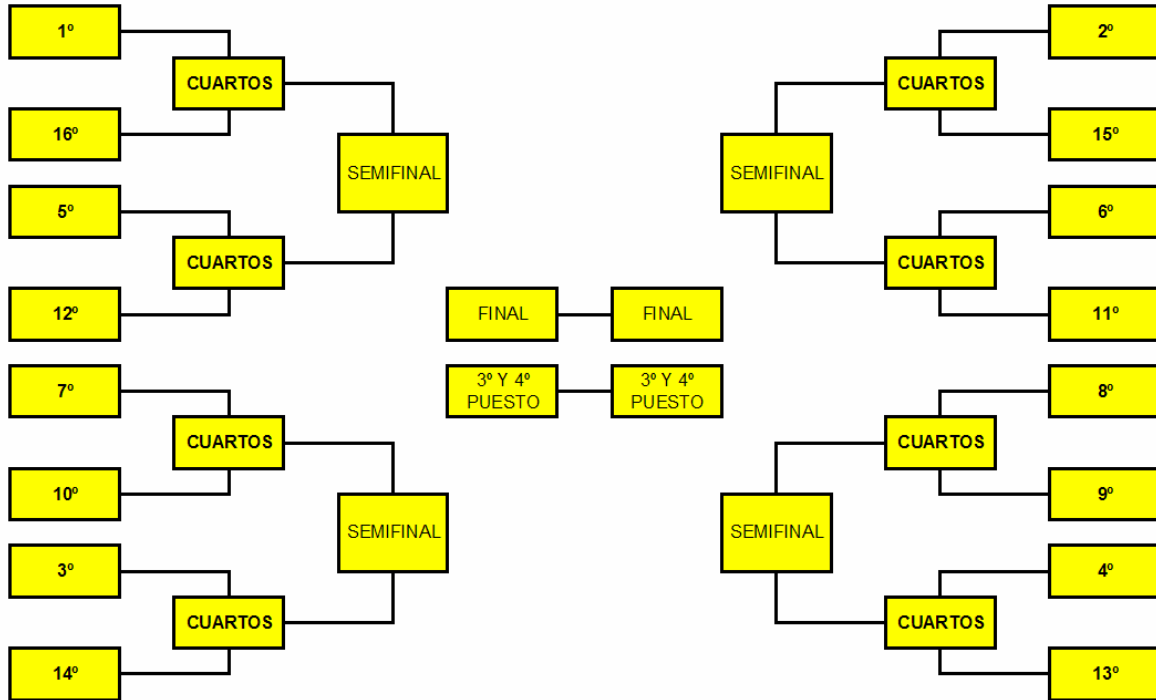 1º
2º
CUARTOS
CUARTOS
16º
15º
SEMIFINAL
SEMIFINAL
5º
6º
CUARTOS
CUARTOS
12º
11º
FINAL
FINAL
7º
3º Y 4º
PUESTO
3º Y 4º
PUESTO
8º
CUARTOS
CUARTOS
10º
9º
SEMIFINAL
SEMIFINAL
3º
4º
CUARTOS
CUARTOS
14º
13º